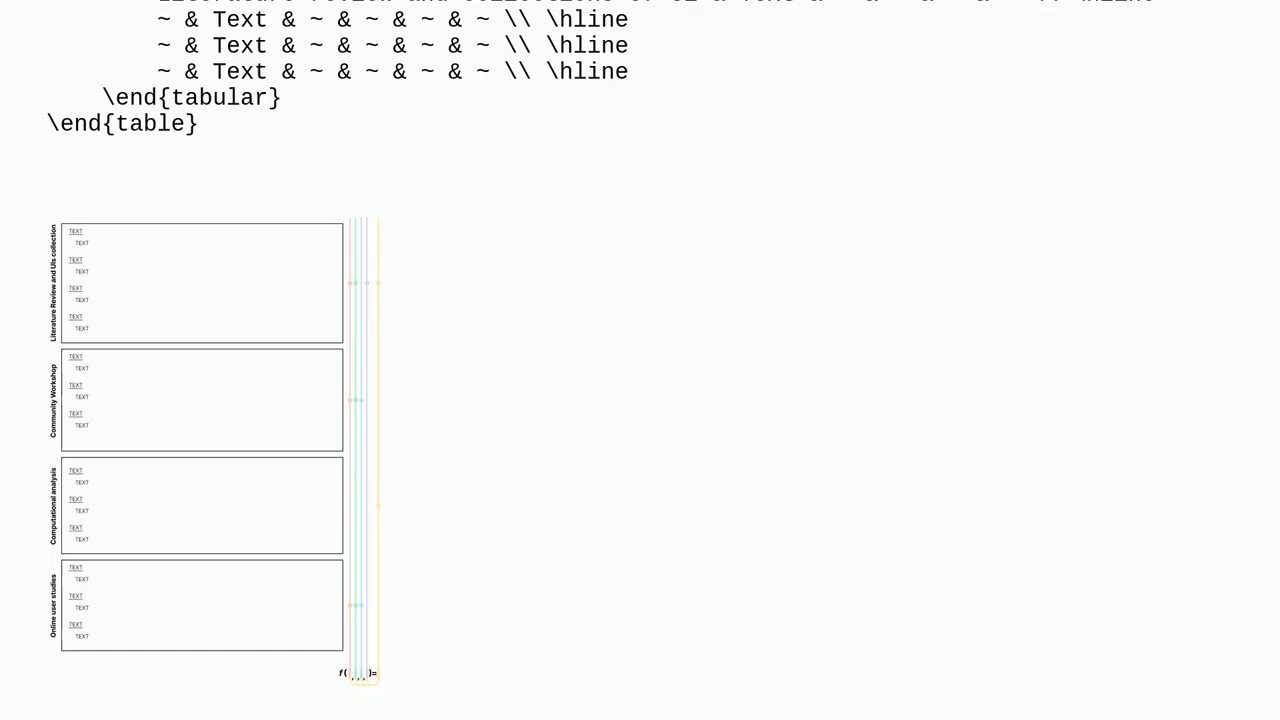 ~ & Text & ~ & ~ & ~ & ~ \\ \hline
~ & Text & ~ & ~ & ~ & ~ \\ \hline
~ & Text & ~ & ~ & ~ & ~ \\ \hline
\end{tabular}
\end{table}
Literature Review and UIs collection
TEXT
TEXT
TEXT
TEXT
TEXT
TEXT
TEXT
TEXT
Community Workshop
TEXT
TEXT
TEXT
TEXT
TEXT
TEXT
Computational analysis
TEXT
TEXT
TEXT
TEXT
TEXT
TEXT
Online user studies
TEXT
TEXT
TEXT
TEXT
TEXT
TEXT
f( , , , )=